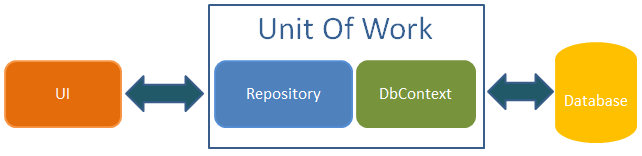 Unit Of Work
UI
Repository
DbContext
Database